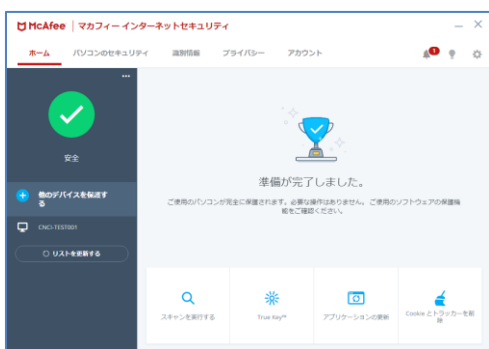 McAfee | マカフィー インターネットセキュリティ
ホーム パソコンのセキュリティ 識別情報 プライバシー アカウント
安全
他のデバイスを保護す
る
CNCI-TEST001
リストを更新する
準備が完了しました。
ご使用のパソコンが完全に保護されます。必要な操作はありません。ご使用のソフトウェアの保護機
能をご確認ください。
スキャンを実行する
True Key™
アプリケーションの更新
Cookie とトラッカーを削
除